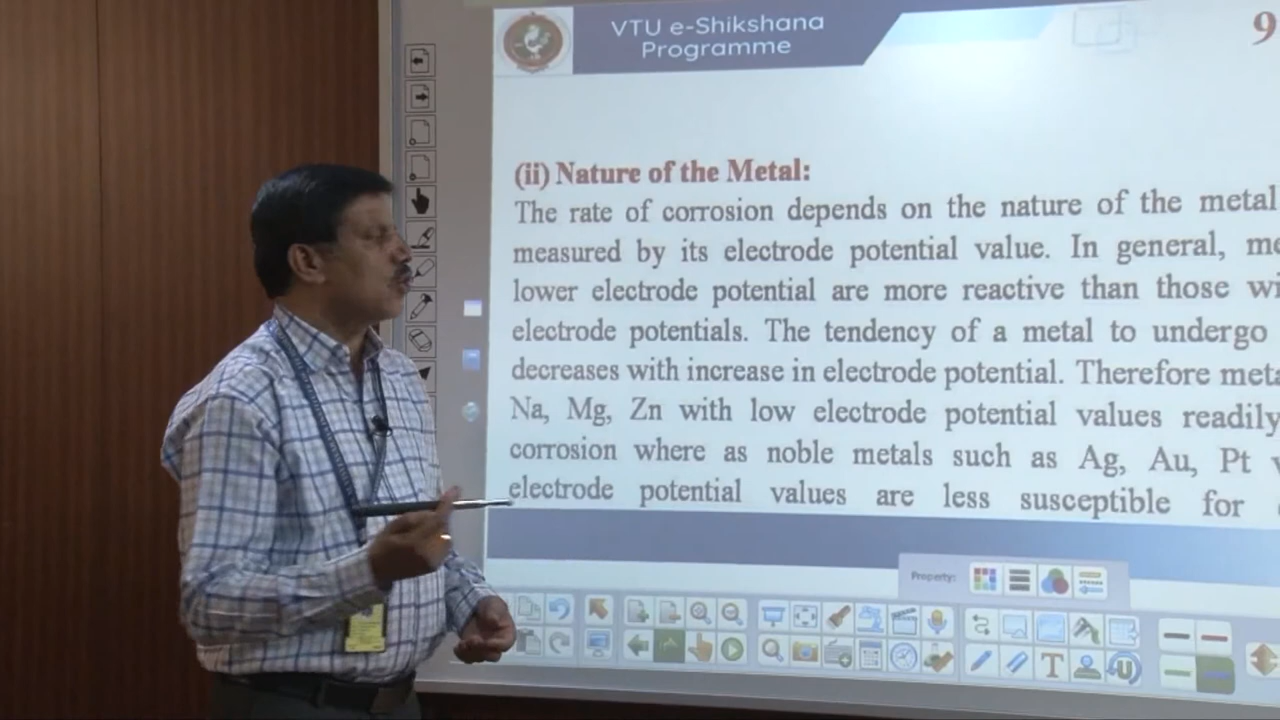 VTU e-Shikshana
Programme
9
(ii) Nature of the Metal:
The rate of corrosion depends on the nature of the metal
measured by its electrode potential value. In general,
lower electrode potential are more reactive than those
electrode potentials. The tendency of a metal to undergo
decreases with increase in electrode potential. Therefore
Na, Mg, Zn with low electrode potential values readily
corrosion where as noble metals such as Ag, Au, Pt
electrode potential values are less susceptible for
Property: